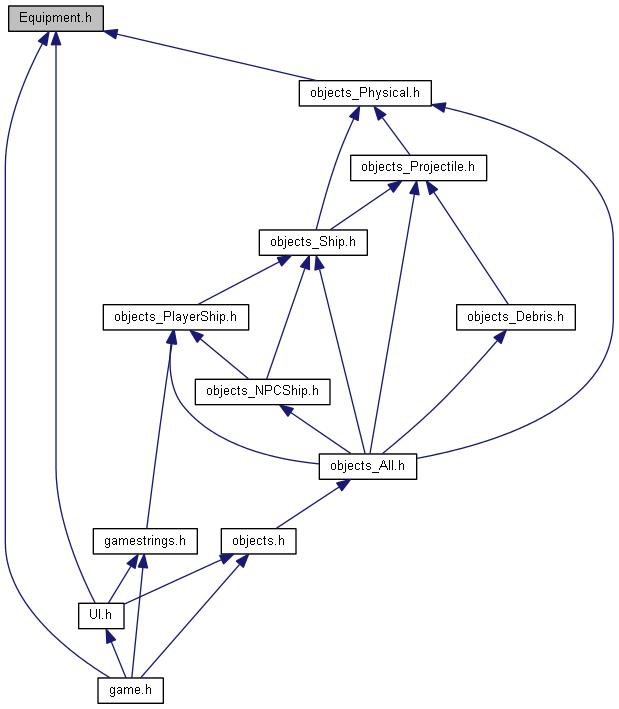 Equipment.h
objects_Physical.h
objects_Projectile.h
objects_Ship.h
objects_PlayerShip.h
objects_Debris.h
objects_NPCShip.h
objects_All.h
gamestrings.h
objects.h
UI.h
game.h